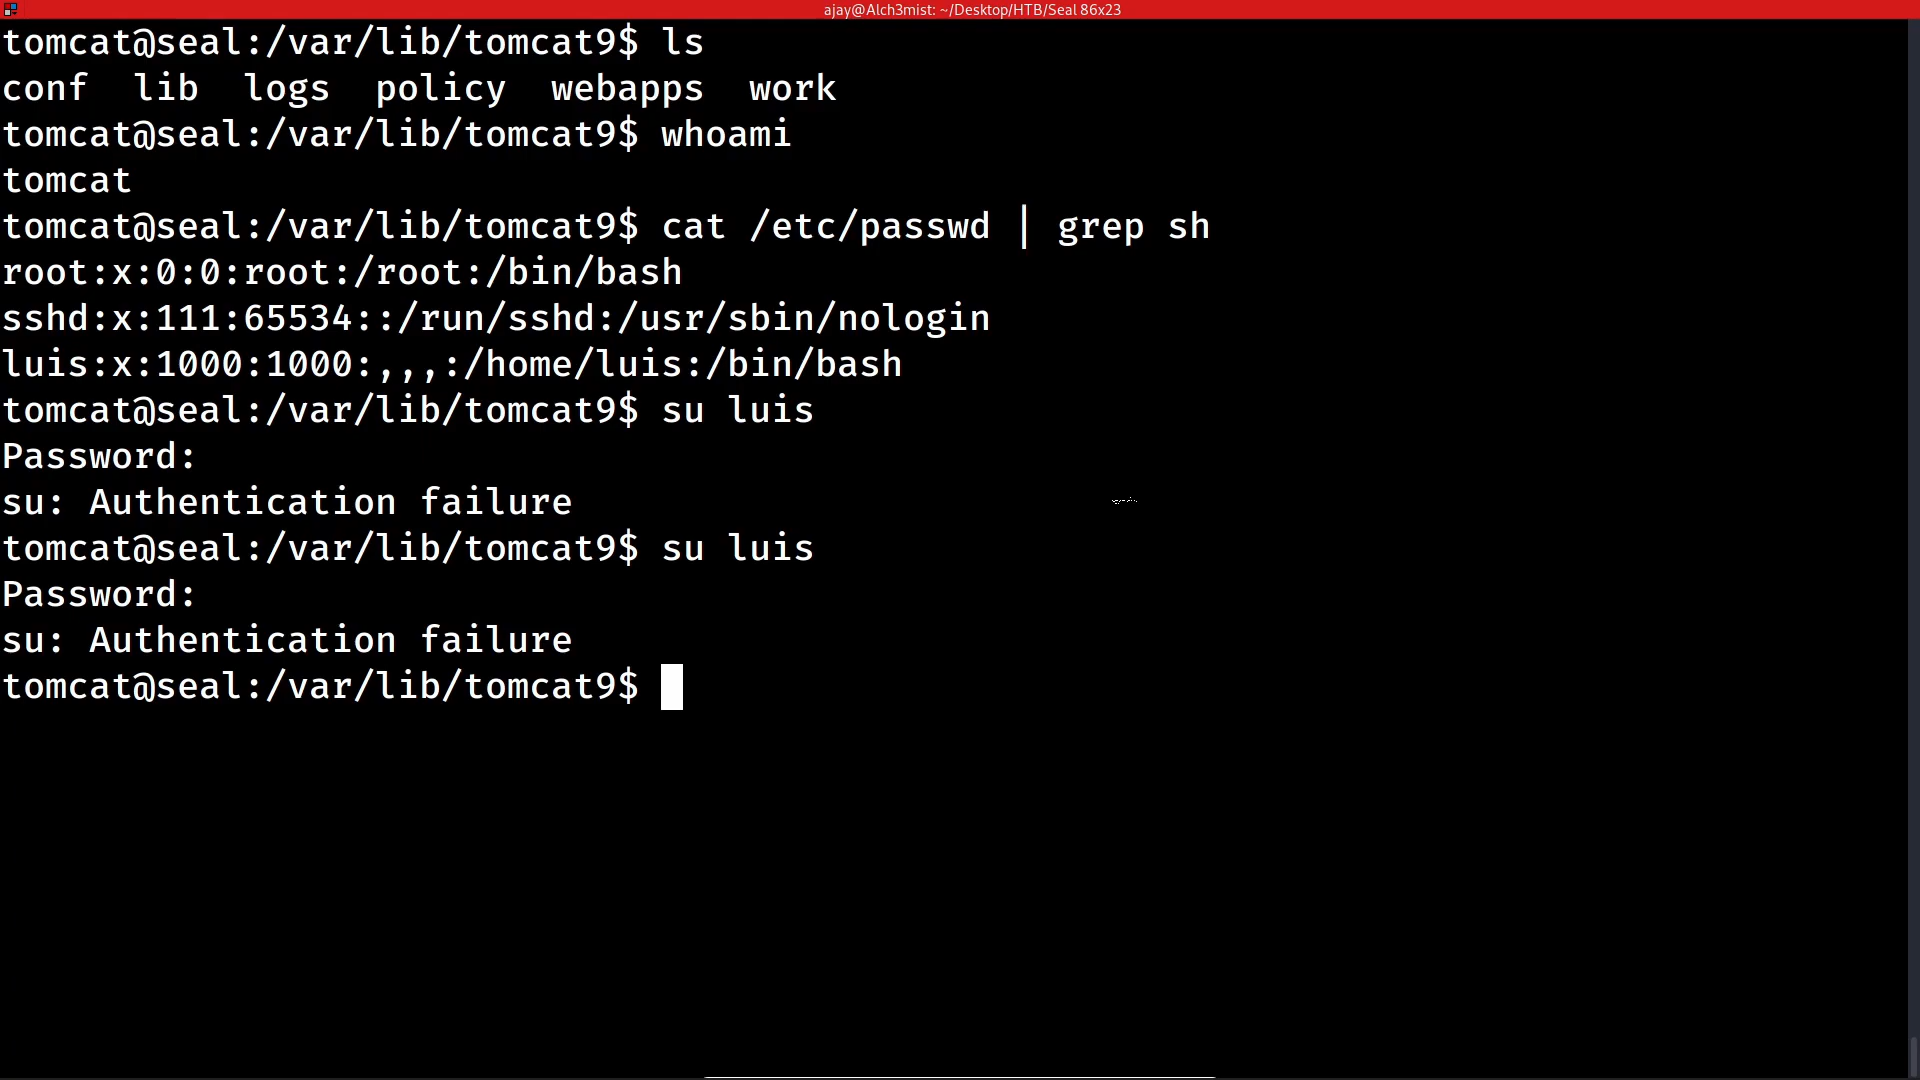 ajay@Alch3mist: ~/Desktop/HTB/Seal 86x23
tomcat@seal:/var/lib/tomcat9$ ls
conf  lib  logs  policy  webapps  work
tomcat@seal:/var/lib/tomcat9$ whoami
tomcat
tomcat@seal:/var/lib/tomcat9$ cat /etc/passwd | grep sh
root:x:0:0:root:/root:/bin/bash
sshd:x:111:65534::/run/sshd:/usr/sbin/nologin
luis:x:1000:1000:,,,:/home/luis:/bin/bash
tomcat@seal:/var/lib/tomcat9$ su luis
Password:
su: Authentication failure
tomcat@seal:/var/lib/tomcat9$ su luis
Password:
su: Authentication failure
tomcat@seal:/var/lib/tomcat9$